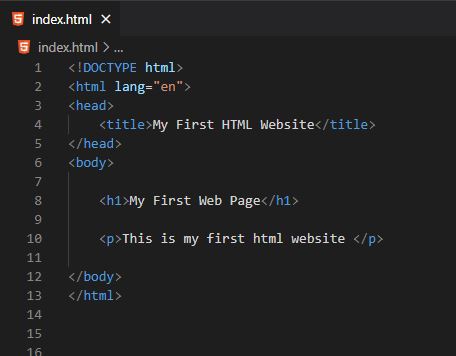 index.html ×
index.html > ...
1 <!DOCTYPE html>
2 <html lang="en">
3 <head>
4     <title>My First HTML Website</title>
5 </head>
6 <body>
7
8     <h1>My First Web Page</h1>
9
10     <p>This is my first html website </p>
11
12 </body>
13 </html>
14
15
16